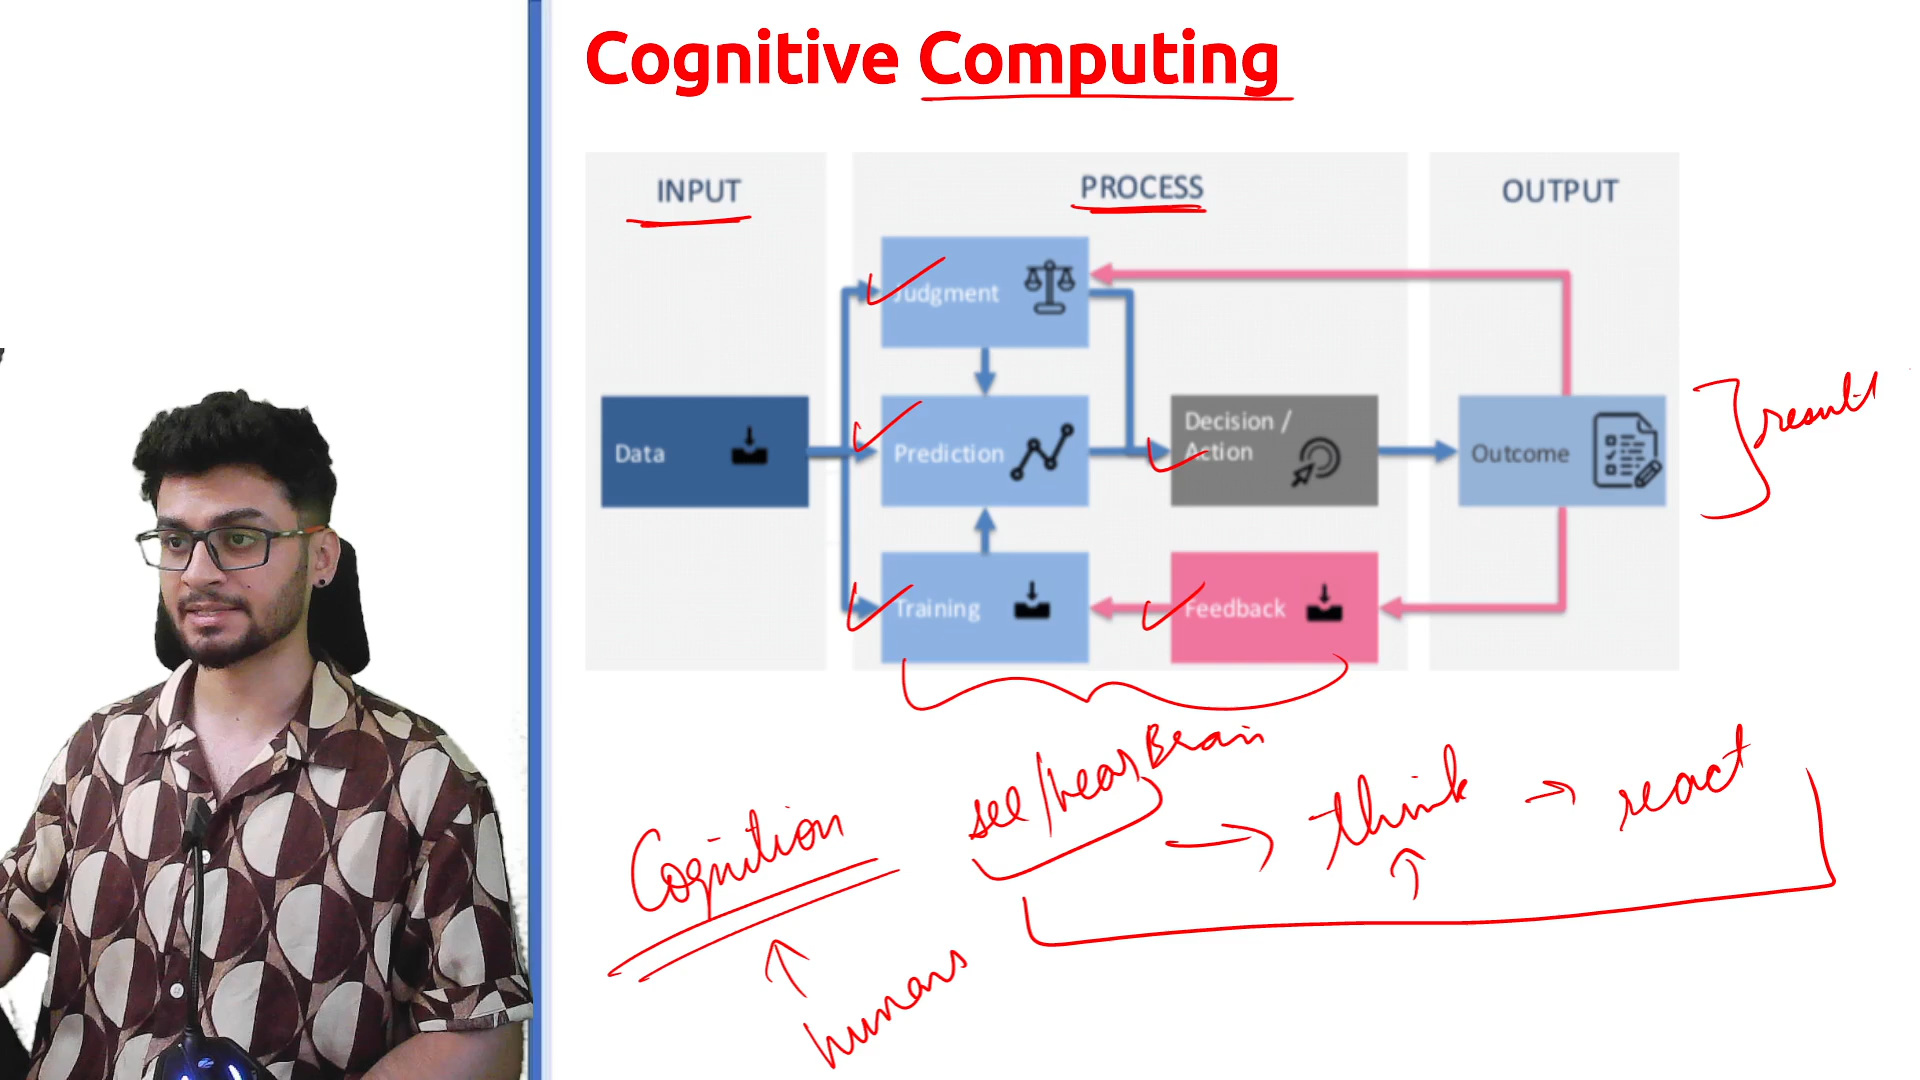 Cognitive Computing
INPUT
PROCESS
OUTPUT
Judgment
Data
Prediction
Decision /
Action
Outcome
result
Training
Feedback
Brain
Cognition
see/hear
think
react
humans